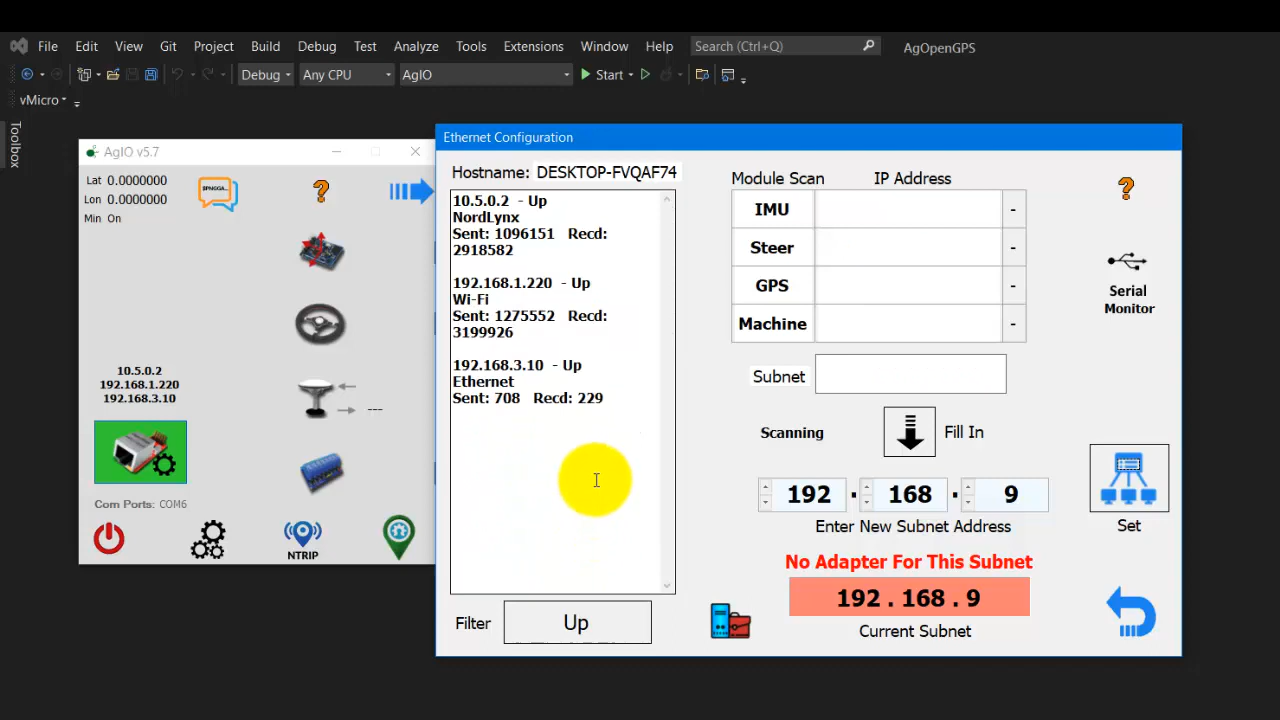 File Edit View Git Project Build Debug Test Analyze Tools Extensions Window Help Search (Ctrl+Q) AgOpenGPS
Debug Any CPU AgIO Start
vMicro
Toolbox
AgIO v5.7
Lat 0.0000000
Lon 0.0000000
Min On
$PNGGA...
10.5.0.2
192.168.1.220
192.168.3.10
---
Com Ports: COM6
NTRIP
Ethernet Configuration
Hostname: DESKTOP-FVQAF74
10.5.0.2 - Up
NordLynx
Sent: 1096151 Recd:
2918582
192.168.1.220 - Up
Wi-Fi
Sent: 1275552 Recd:
3199926
192.168.3.10 - Up
Ethernet
Sent: 708 Recd: 229
Filter Up
Module Scan IP Address
IMU -
Steer -
GPS -
Machine -
Subnet
Scanning Fill In
192 . 168 . 9
Enter New Subnet Address
No Adapter For This Subnet
192 . 168 . 9
Current Subnet
?
Serial
Monitor
Set